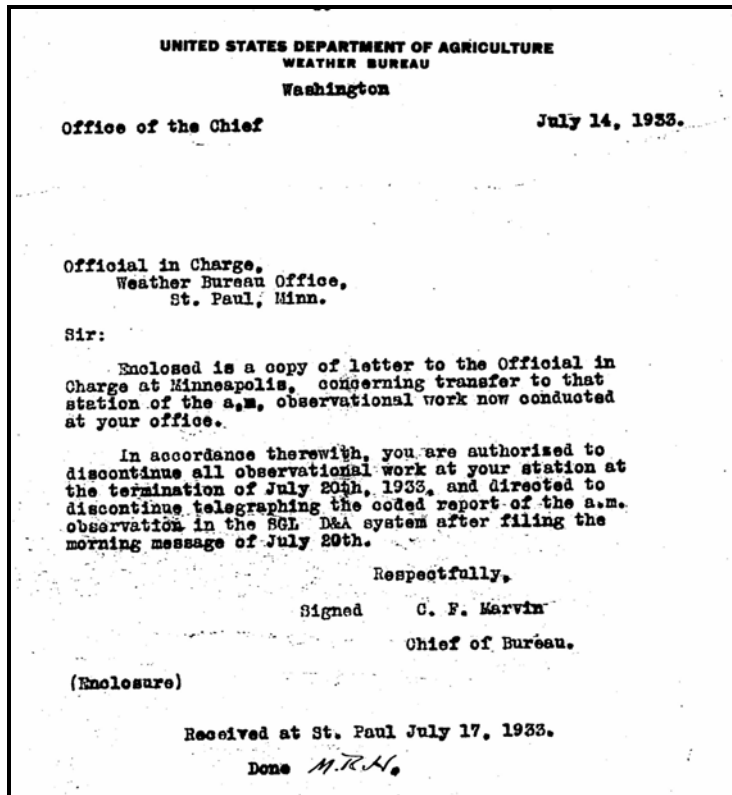 UNITED STATES DEPARTMENT OF AGRICULTURE
WEATHER BUREAU
Washington
Office of the Chief
July 14, 1933.
Official in Charge,
Weather Bureau Office,
St. Paul, Minn.
Sir:
Enclosed is a copy of letter to the Official in
Charge at Minneapolis, concerning transfer to that
station of the a.m. observational work now conducted
at your office.
In accordance therewith, you are authorized to
discontinue all observational work at your station at
the termination of July 20th, 1933, and directed to
discontinue telegraphing the coded report of the a.m.
observation in the SGL D&A system after filing the
morning message of July 20th.
Respectfully,
Signed C. F. Marvin
Chief of Bureau.
(Enclosure)
Received at St. Paul July 17, 1933.
Done M.R.H.